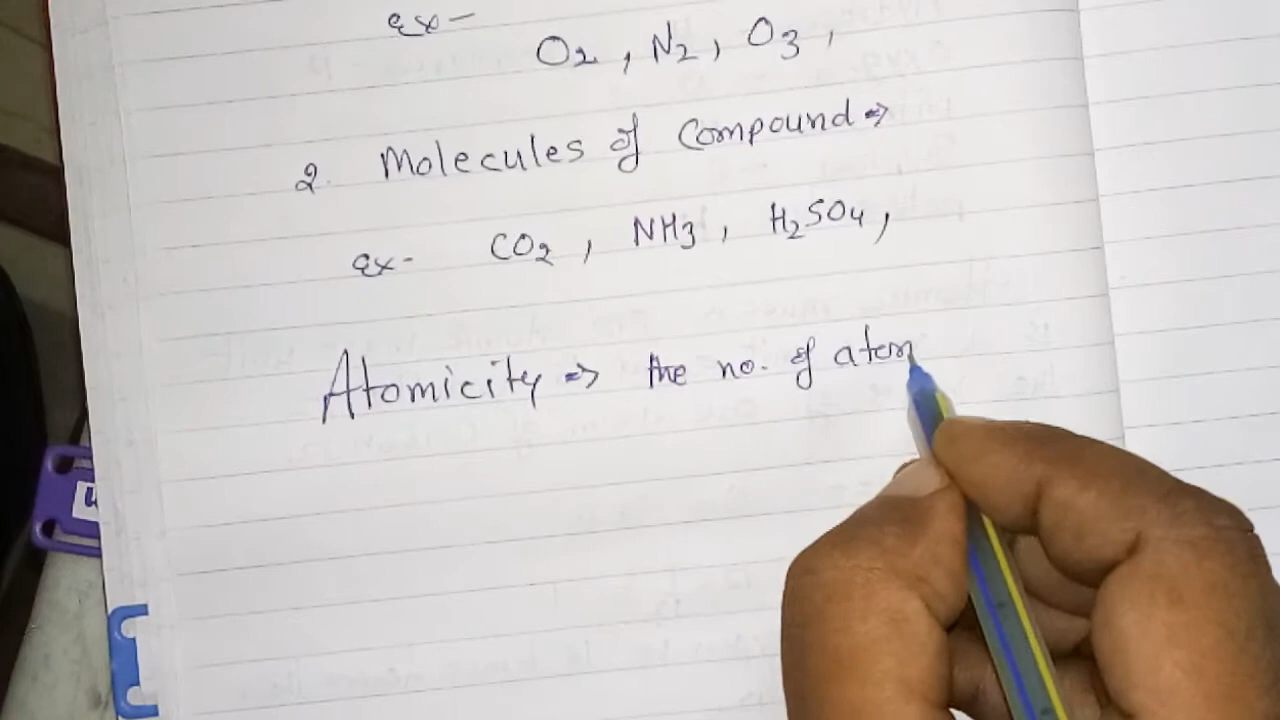 Ex-
O2, N2, O3,
2. Molecules of Compound⇒
Ex- CO2, NH3, H2SO4,
Atomicity ⇒ the no. of atom